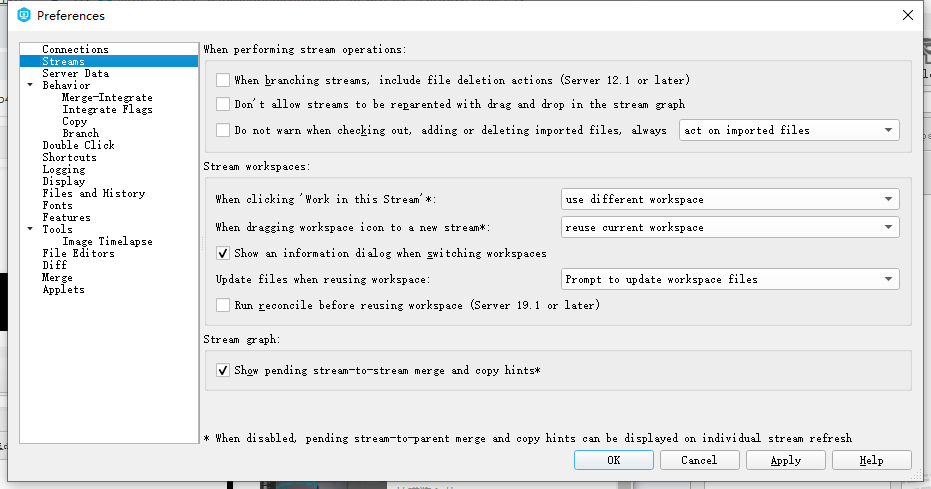 Preferences
Connections
Streams
Server Data
Behavior
Merge-Integrate
Integrate Flags
Copy
Branch
Double Click
Shortcuts
Logging
Display
Files and History
Fonts
Features
Tools
Image Timelapse
File Editors
Diff
Merge
Applets
When performing stream operations:
When branching streams, include file deletion actions (Server 12.1 or later)
Don't allow streams to be reparented with drag and drop in the stream graph
Do not warn when checking out, adding or deleting imported files, always act on imported files
Stream workspaces:
When clicking 'Work in this Stream'*: use different workspace
When dragging workspace icon to a new stream*: reuse current workspace
Show an information dialog when switching workspaces
Update files when reusing workspace: Prompt to update workspace files
Run reconcile before reusing workspace (Server 19.1 or later)
Stream graph:
Show pending stream-to-stream merge and copy hints*
* When disabled, pending stream-to-parent merge and copy hints can be displayed on individual stream refresh
OK Cancel Apply Help